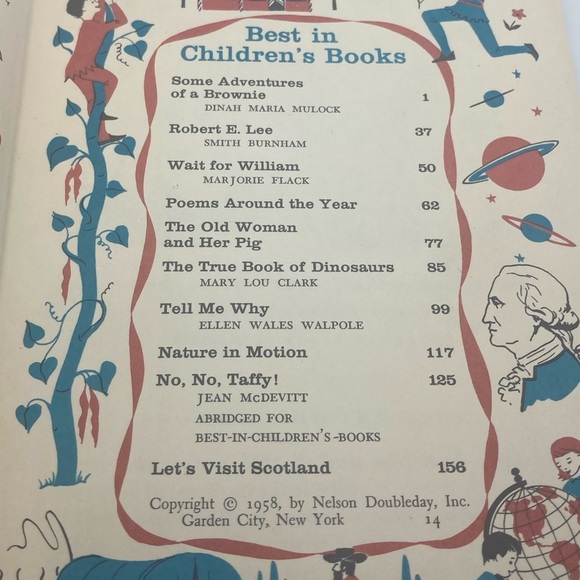 Best in
Children's Books
Some Adventures
of a Brownie 1
DINAH MARIA MULOCK
Robert E. Lee 37
SMITH BURNHAM
Wait for William 50
MARJORIE FLACK
Poems Around the Year 62
The Old Woman
and Her Pig 77
The True Book of Dinosaurs 85
MARY LOU CLARK
Tell Me Why 99
ELLEN WALES WALPOLE
Nature in Motion 117
No, No, Taffy! 125
JEAN McDEVITT
ABRIDGED FOR
BEST-IN-CHILDREN'S-BOOKS
Let's Visit Scotland 156
Copyright © 1958, by Nelson Doubleday, Inc.
Garden City, New York 14